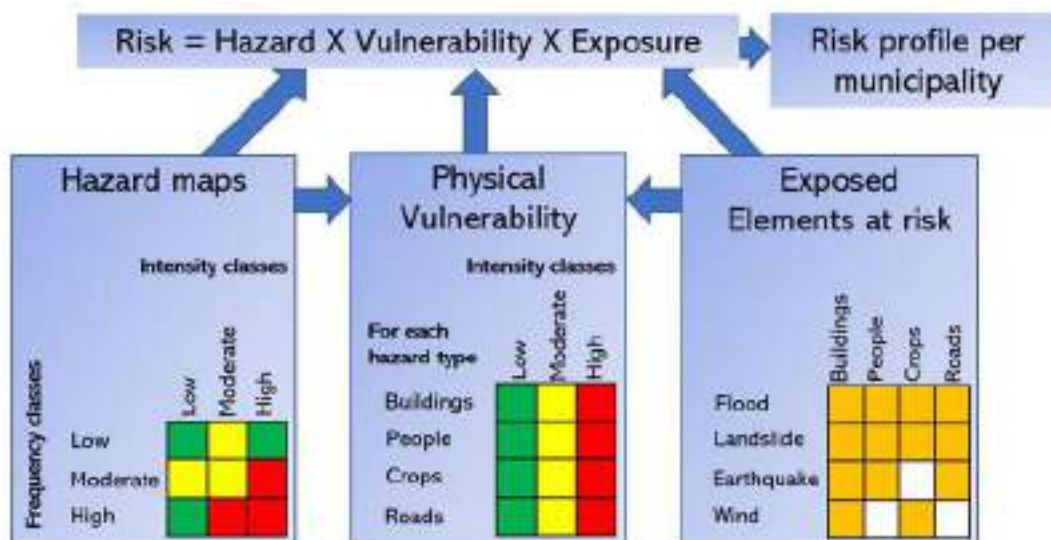 Risk = Hazard X Vulnerability X Exposure
Risk profile per
municipality
Hazard maps
Intensity classes
Frequency classes
Low
Moderate
High
Low
Moderate
High
Physical
Vulnerability
Intensity classes
For each
hazard type
Low
Moderate
High
Buildings
People
Crops
Roads
Exposed
Elements at risk
Buildings
People
Crops
Roads
Flood
Landslide
Earthquake
Wind